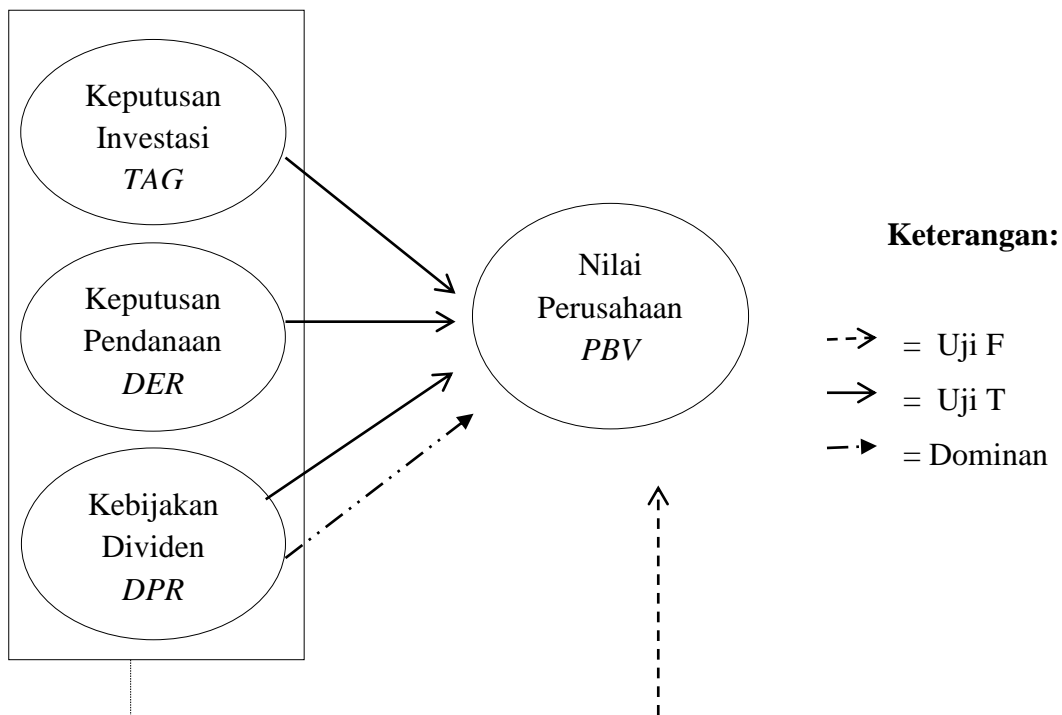 Keputusan
Investasi
TAG
Keputusan
Pendanaan
DER
Kebijakan
Dividen
DPR
Nilai
Perusahaan
PBV
Keterangan:
= Uji F
= Uji T
= Dominan